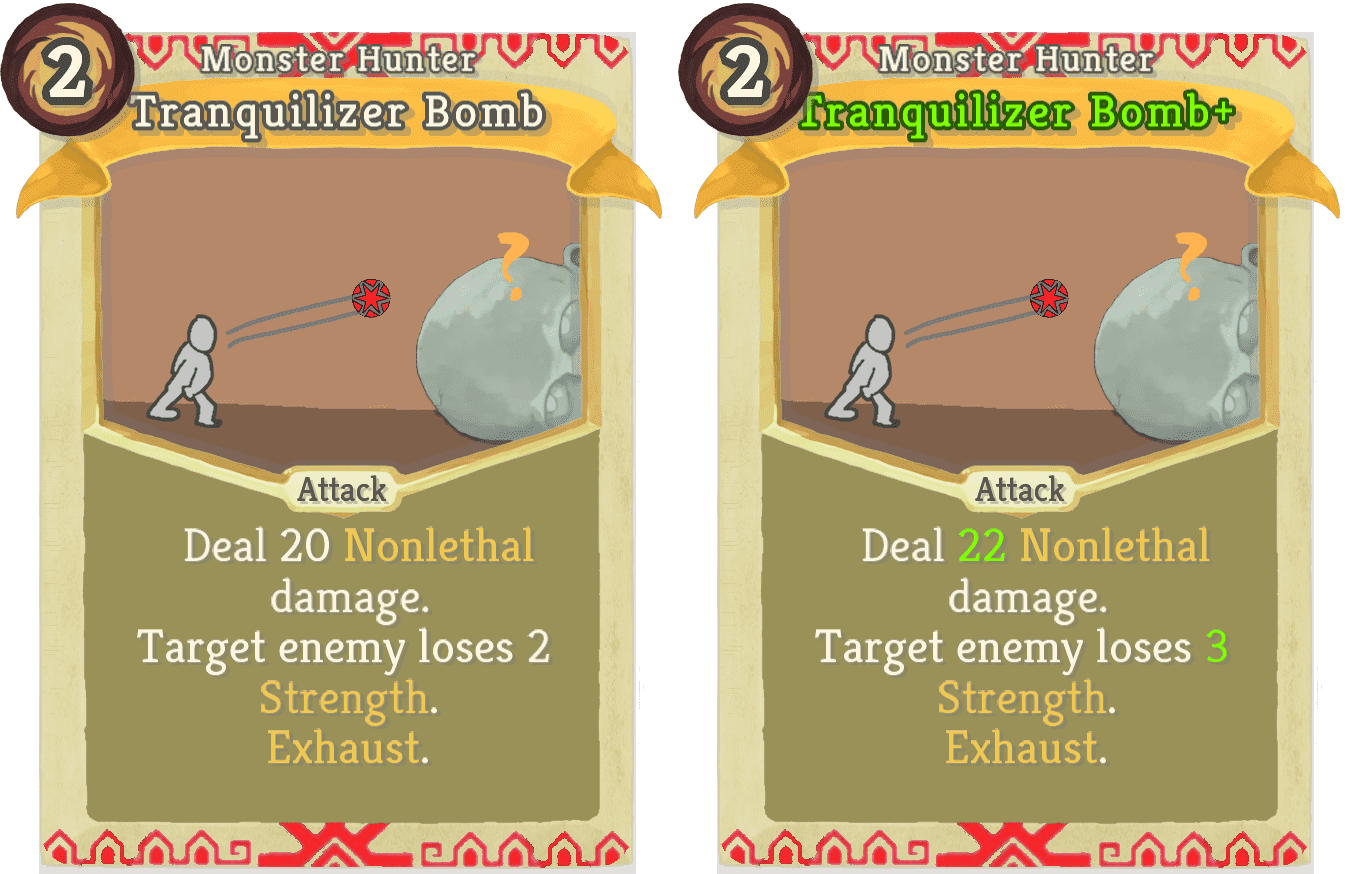 2
Monster Hunter
Tranquilizer Bomb
?
Attack
Deal 20 Nonlethal
damage.
Target enemy loses 2
Strength.
Exhaust.
2
Monster Hunter
Tranquilizer Bomb+
?
Attack
Deal 22 Nonlethal
damage.
Target enemy loses 3
Strength.
Exhaust.